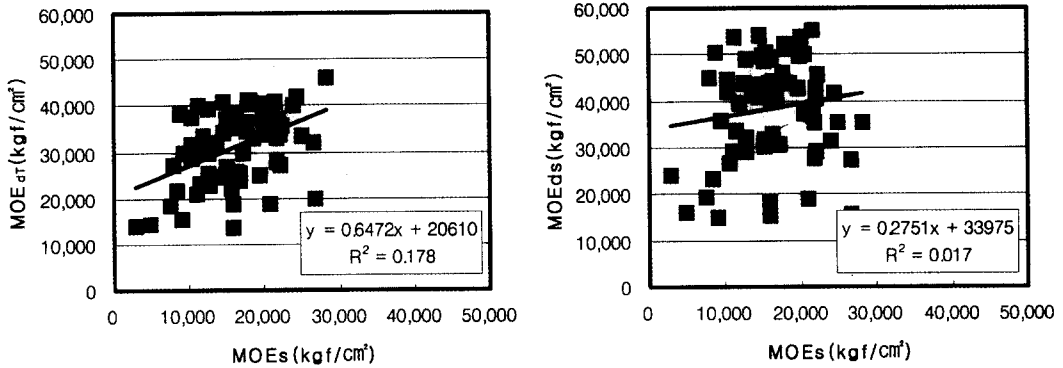 60,000
50,000
40,000
30,000
20,000
10,000
0
MOE_dT (kgf/cm²)
y = 0.6472x + 20610
R² = 0.178
0 10,000 20,000 30,000 40,000 50,000
MOEs (kgf/cm²)
60,000
50,000
40,000
30,000
20,000
10,000
0
MOEds (kgf/cm²)
y = 0.2751x + 33975
R² = 0.017
0 10,000 20,000 30,000 40,000 50,000
MOEs (kgf/cm²)